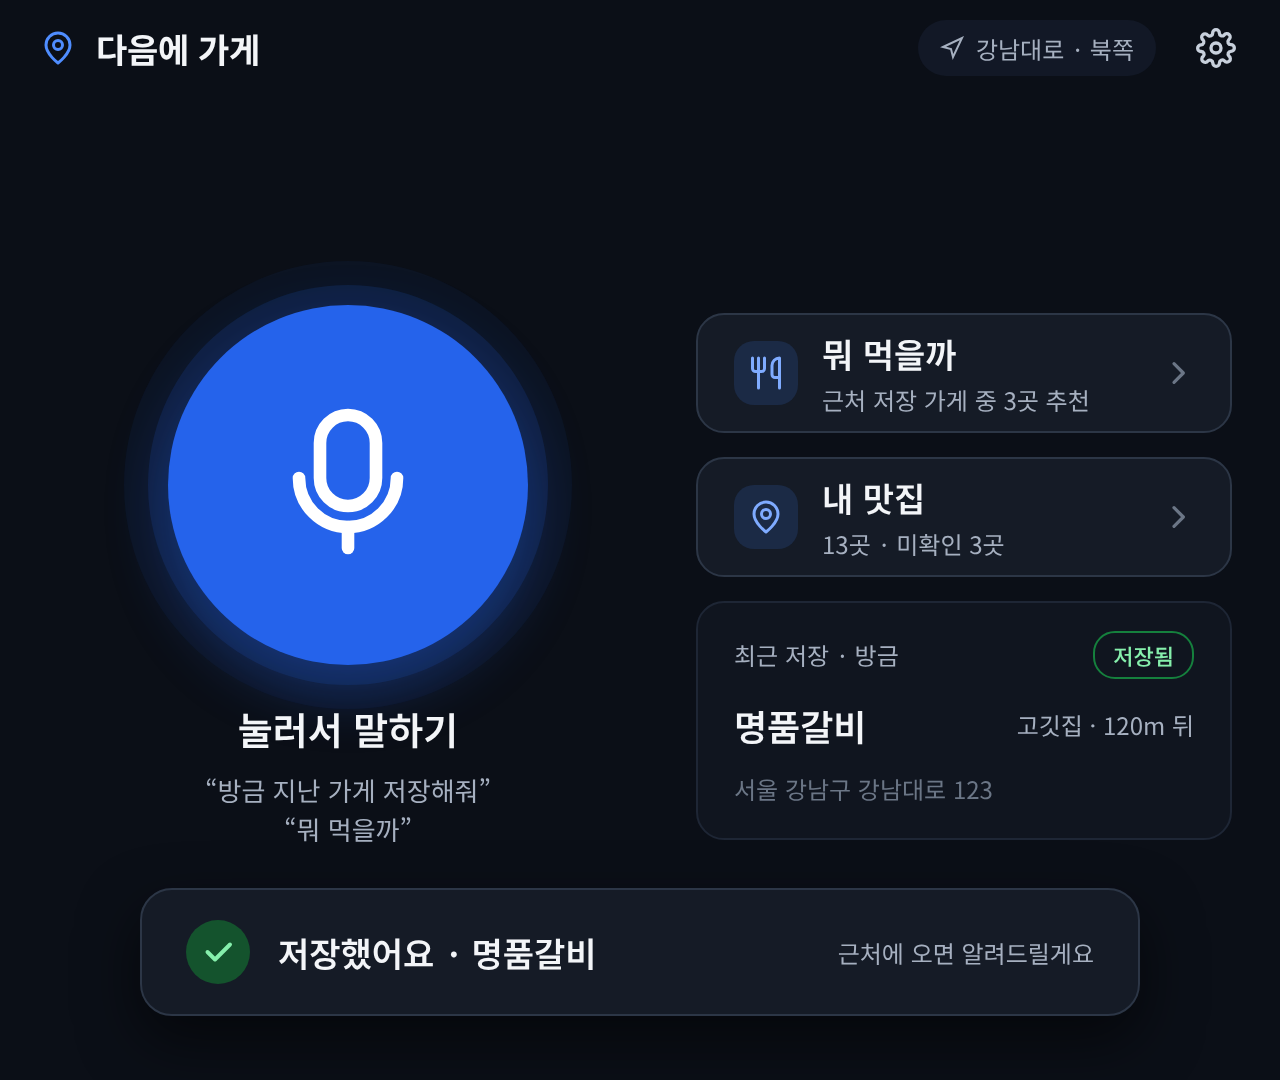 다음에 가게
강남대로 · 북쪽
눌러서 말하기
“방금 지난 가게 저장해줘”
“뭐 먹을까”
뭐 먹을까
근처 저장 가게 중 3곳 추천
내 맛집
13곳 · 미확인 3곳
최근 저장 · 방금
저장됨
명품갈비
고깃집 · 120m 뒤
서울 강남구 강남대로 123
저장했어요 · 명품갈비
근처에 오면 알려드릴게요